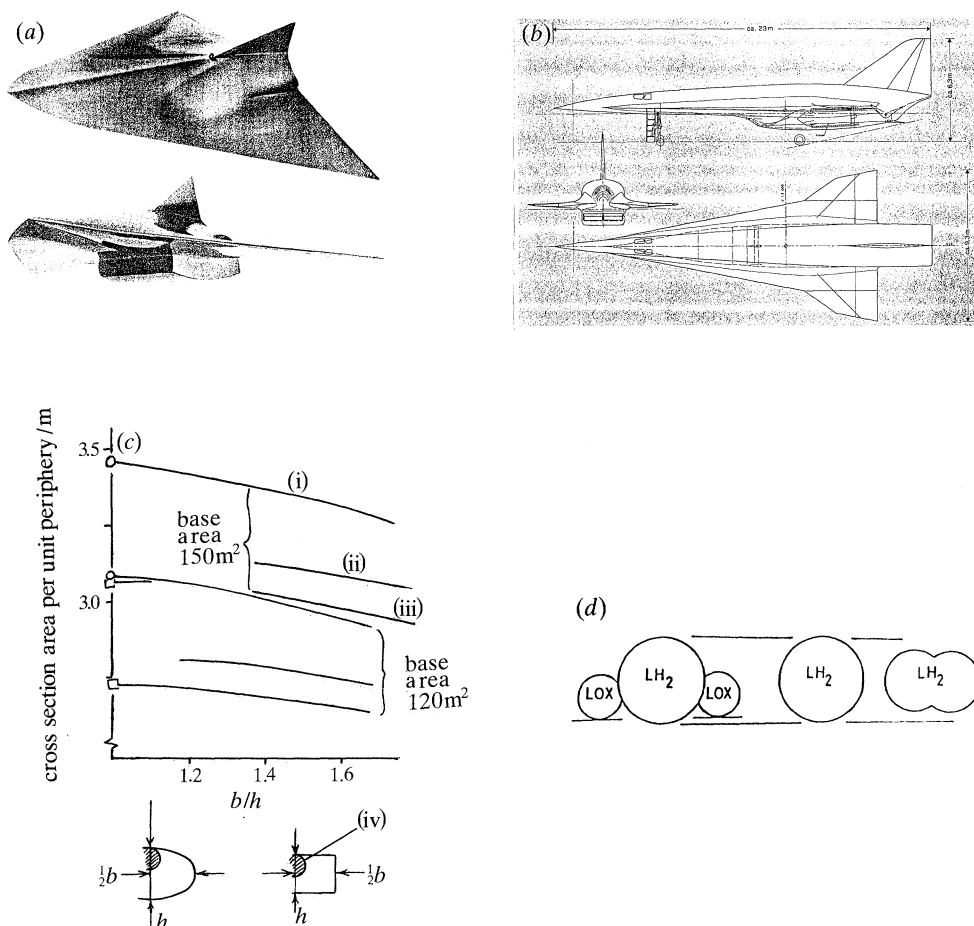 (a)
(b)
ca. 23m
(c)
cross section area per unit periphery/m
3.5
(i)
base
area
150m²
(ii)
3.0
(iii)
base
area
120m²
1.2
1.4
1.6
b/h
(iv)
½b
½b
h
h
(d)
LOX
LH₂
LOX
LH₂
LH₂